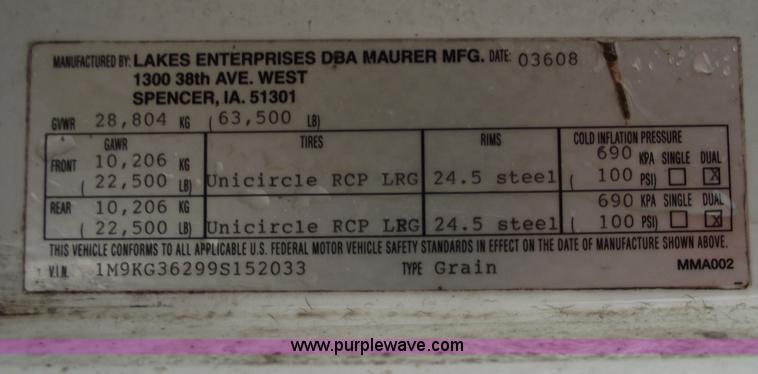 MANUFACTURED BY: LAKES ENTERPRISES DBA MAURER MFG. DATE: 03608
1300 38th AVE. WEST
SPENCER, IA. 51301
GVWR 28,804 KG ( 63,500 LB)
GAWR TIRES RIMS COLD INFLATION PRESSURE
FRONT 10,206 KG 690 KPA SINGLE DUAL
( 22,500 LB) Unicircle RCP LRG 24.5 steel ( 100 PSI) ☐ ☒
REAR 10,206 KG 690 KPA SINGLE DUAL
( 22,500 LB) Unicircle RCP LRG 24.5 steel ( 100 PSI) ☐ ☒
THIS VEHICLE CONFORMS TO ALL APPLICABLE U.S. FEDERAL MOTOR VEHICLE SAFETY STANDARDS IN EFFECT ON THE DATE OF MANUFACTURE SHOWN ABOVE.
V.I.N. 1M9KG36299S152033 TYPE Grain MMA002
www.purplewave.com